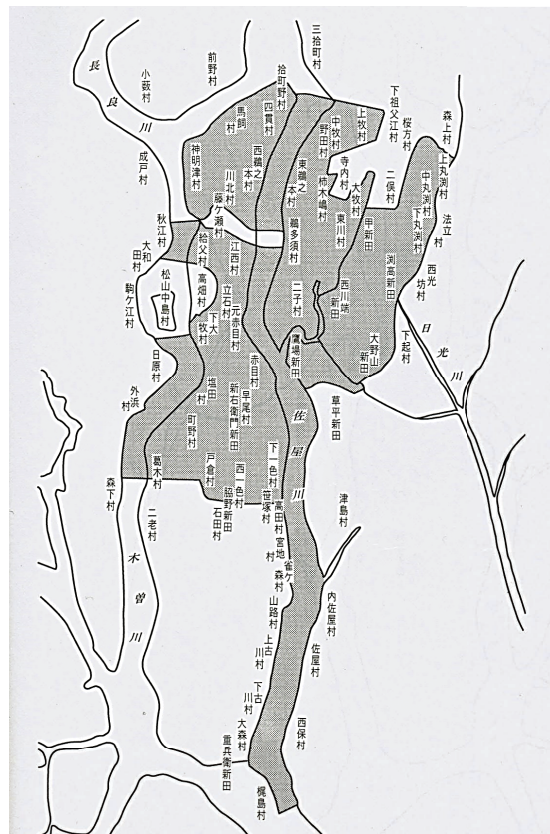 三拾町村
前野村
小薮村
長良川
拾町野村
四貫村
馬飼村
下祖父江村
桜方村
森上村
上牧村
中牧村
野田村
寺内村
大牧村
柿木嶋村
二俣村
上丸渕村
中丸渕村
下丸渕村
法立村
西光坊村
成戸村
神明津村
西鵜之本村
東鵜之本村
川北村
藤ケ瀬村
鵜多須村
東川村
甲新田
渕高新田
秋江村
大和田村
給父村
江西村
松山中島村
高畑村
駒ケ江村
立石村
元赤目村
下大牧村
二子村
西川端新田
鷹場新田
大野山新田
下起村
日光川
日原村
外浜村
赤目村
早尾村
塩田村
新右衛門新田
町野村
草平新田
佐屋川
葛木村
森下村
戸倉村
西一色村
下一色村
脇野新田
石田村
笹塚村
高田村
宮地村
津島村
二老村
木曽川
雀ケ森村
山路村
内佐屋村
佐屋村
上古川村
下古川村
大森村
西保村
重兵衛新田
梶島村